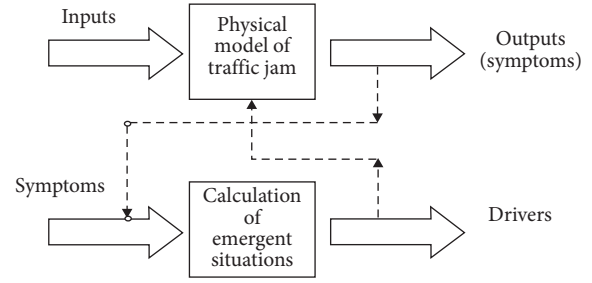 Inputs
Physical
model of
traffic jam
Outputs
(symptoms)
Symptoms
Calculation
of
emergent
situations
Drivers